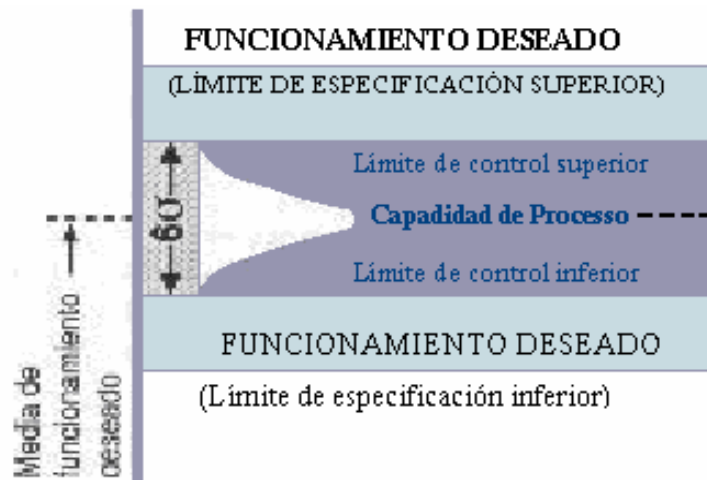 FUNCIONAMIENTO DESEADO
(LÍMITE DE ESPECIFICACIÓN SUPERIOR)
Límite de control superior
6σ
Capadidad de Processo
Límite de control inferior
FUNCIONAMIENTO DESEADO
(Límite de especificación inferior)
Media de
funcionamiento
deseado